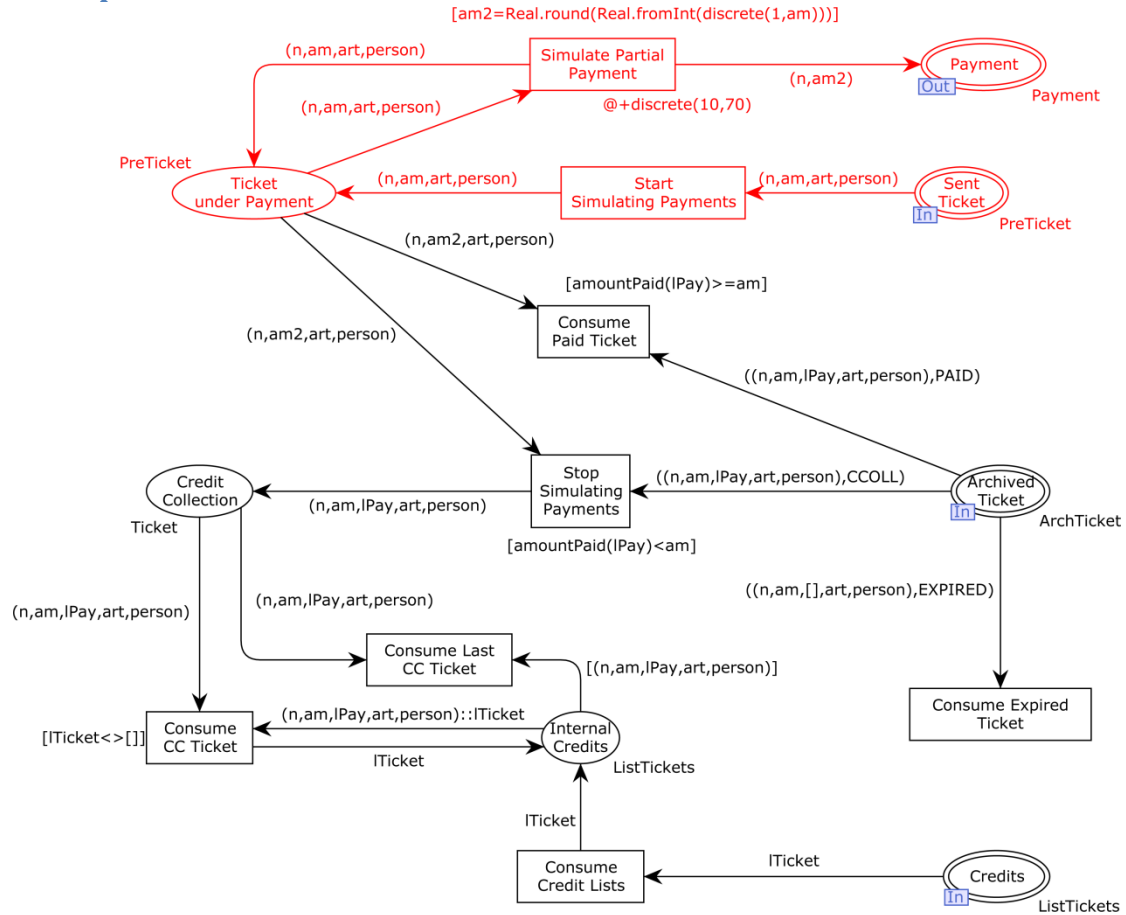 [am2=Real.round(Real.fromInt(discrete(1,am)))]
(n,am,art,person)
Simulate Partial
Payment
(n,am2)
Payment
Out
Payment
@+discrete(10,70)
(n,am,art,person)
PreTicket
Ticket
under Payment
(n,am,art,person)
Start
Simulating Payments
(n,am,art,person)
Sent
Ticket
In
PreTicket
(n,am2,art,person)
[amountPaid(lPay)>=am]
Consume
Paid Ticket
(n,am2,art,person)
((n,am,lPay,art,person),PAID)
Credit
Collection
Ticket
(n,am,lPay,art,person)
Stop
Simulating
Payments
[amountPaid(lPay)<am]
((n,am,lPay,art,person),CCOLL)
Archived
Ticket
In
ArchTicket
((n,am,[],art,person),EXPIRED)
(n,am,lPay,art,person)
(n,am,lPay,art,person)
Consume Last
CC Ticket
[(n,am,lPay,art,person)]
Consume Expired
Ticket
[lTicket<>[]]
Consume
CC Ticket
(n,am,lPay,art,person)::lTicket
lTicket
Internal
Credits
ListTickets
lTicket
Consume
Credit Lists
lTicket
Credits
In
ListTickets